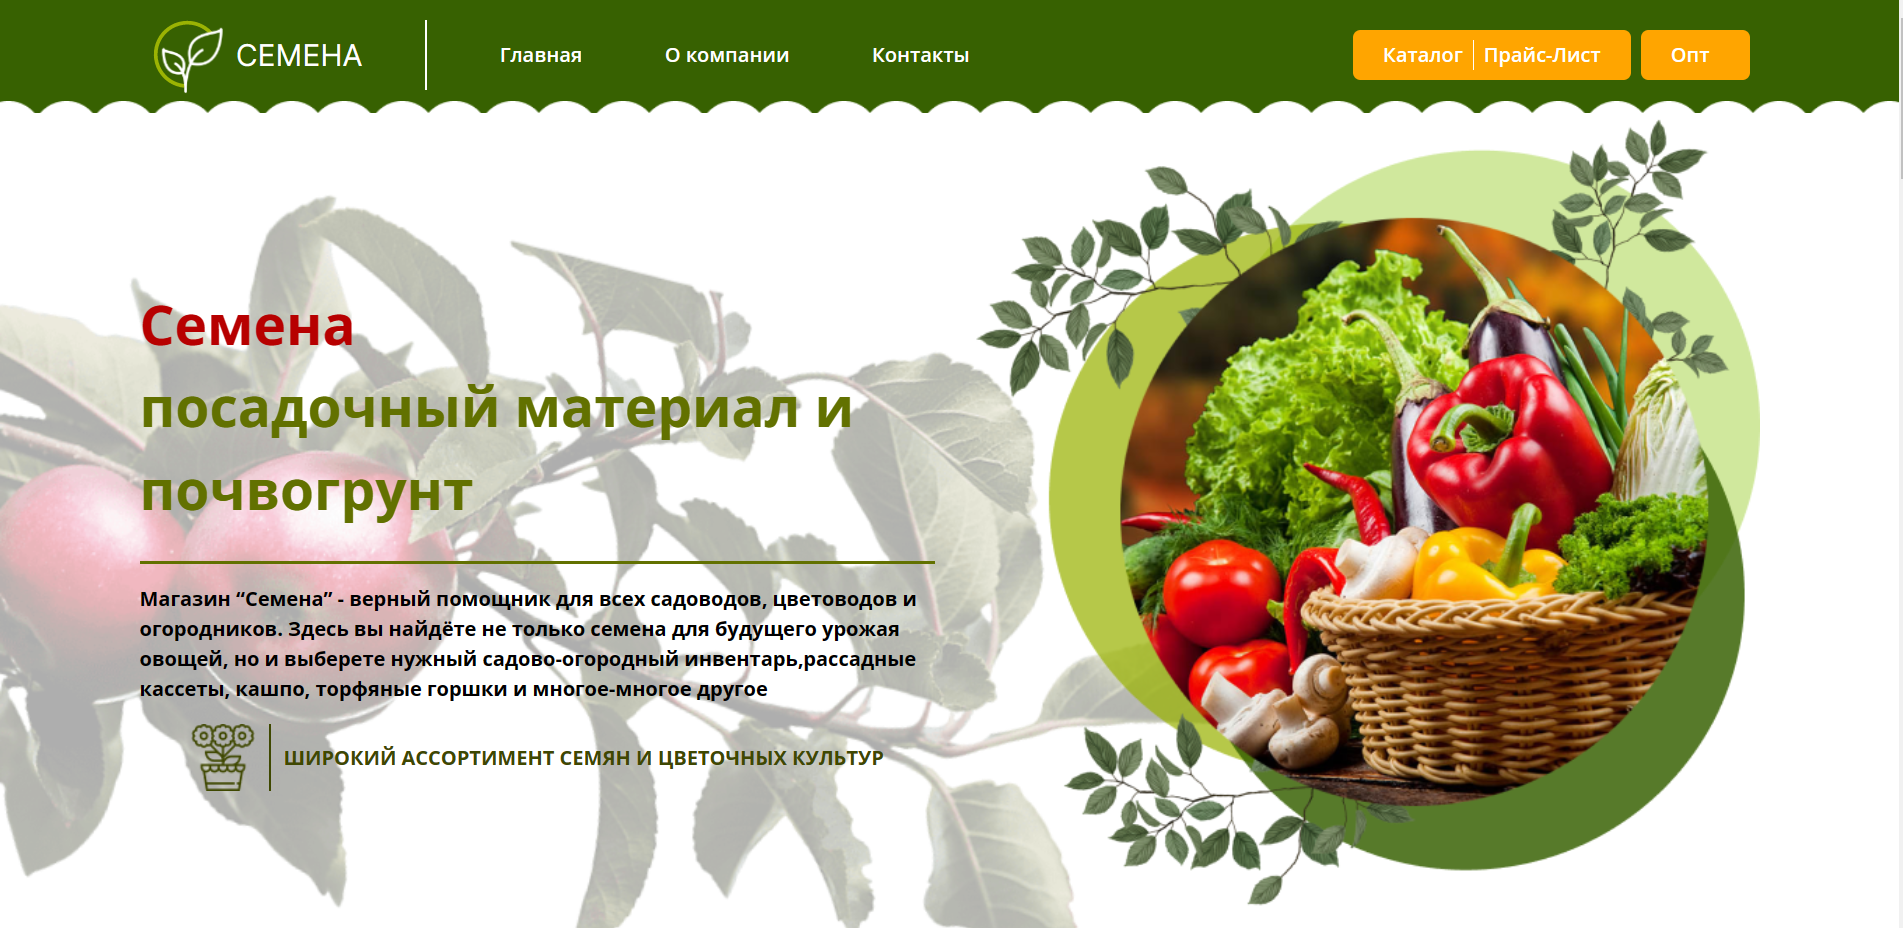 СЕМЕНА
Главная
О компании
Контакты
Каталог
Прайс-Лист
Опт
Семена
посадочный материал и
почвогрунт
Магазин “Семена” - верный помощник для всех садоводов, цветоводов и
огородников. Здесь вы найдёте не только семена для будущего урожая
овощей, но и выберете нужный садово-огородный инвентарь,рассадные
кассеты, кашпо, торфяные горшки и многое-многое другое
ШИРОКИЙ АССОРТИМЕНТ СЕМЯН И ЦВЕТОЧНЫХ КУЛЬТУР